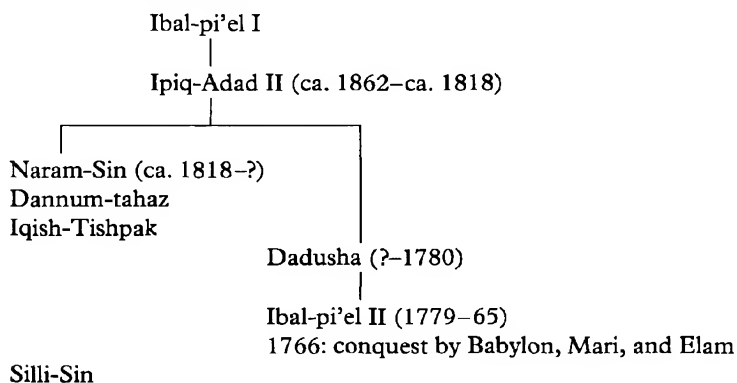 Ibal-pi’el I
Ipiq-Adad II (ca. 1862–ca. 1818)
Naram-Sin (ca. 1818–?)
Dannum-tahaz
Iqish-Tishpak
Dadusha (?–1780)
Ibal-pi’el II (1779–65)
1766: conquest by Babylon, Mari, and Elam
Silli-Sin